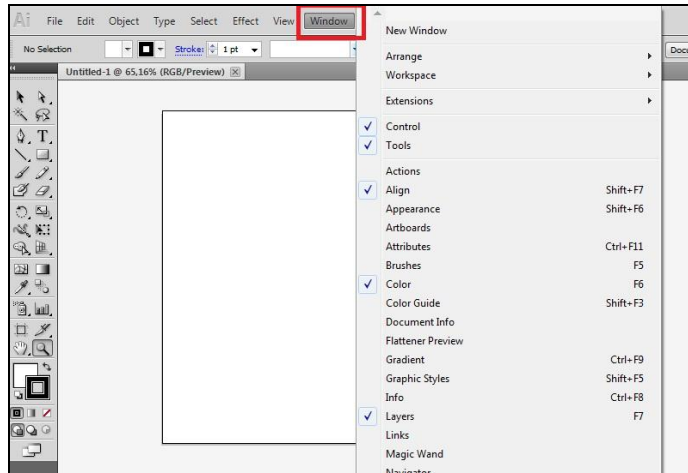 Ai File Edit Object Type Select Effect View Window
No Selection Stroke: 1 pt Docu
Untitled-1 @ 65,16% (RGB/Preview)
New Window
Arrange
Workspace
Extensions
Control
Tools
Actions
Align Shift+F7
Appearance Shift+F6
Artboards
Attributes Ctrl+F11
Brushes F5
Color F6
Color Guide Shift+F3
Document Info
Flattener Preview
Gradient Ctrl+F9
Graphic Styles Shift+F5
Info Ctrl+F8
Layers F7
Links
Magic Wand
Navigator